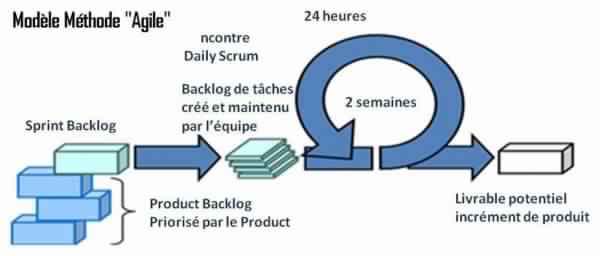 Modèle Méthode "Agile"
24 heures
ncontre
Daily Scrum
Backlog de tâches
créé et maintenu
par l'équipe
2 semaines
Sprint Backlog
Product Backlog
Priorisé par le Product
Livrable potentiel
incrément de produit